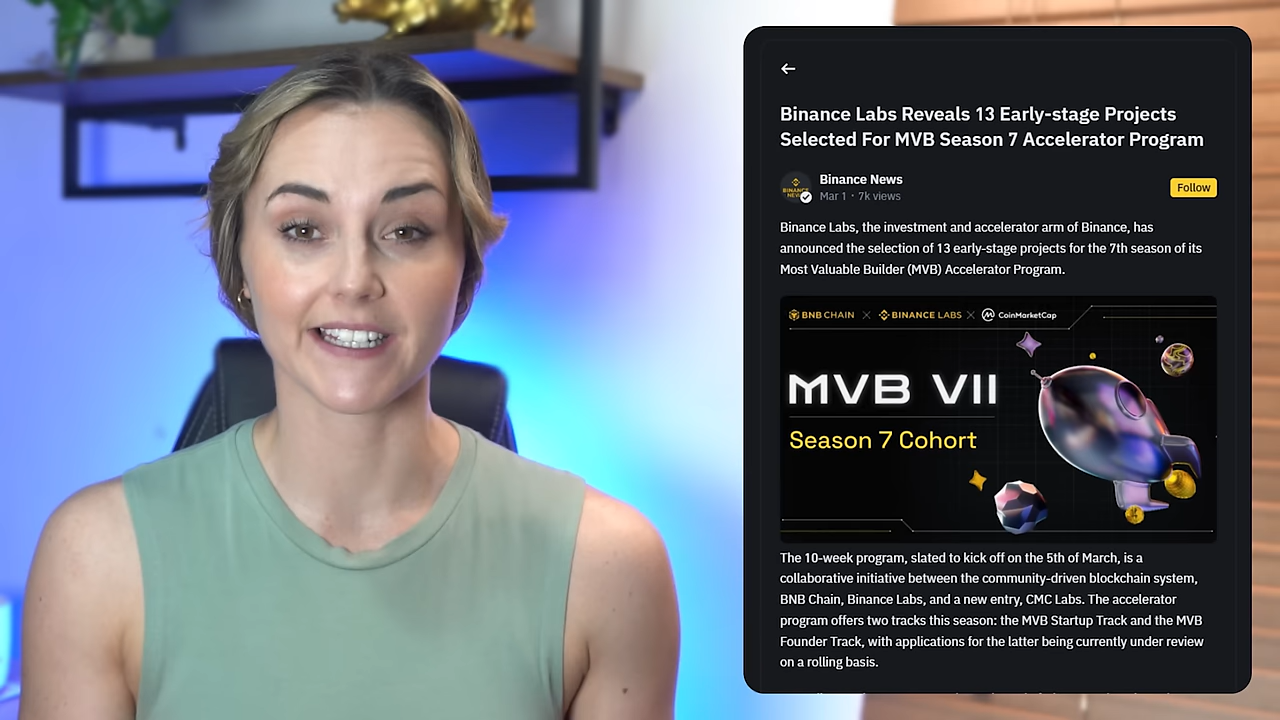 Binance Labs Reveals 13 Early-stage Projects
Selected For MVB Season 7 Accelerator Program
BINANCE
NEWS
Binance News
Mar 1 · 7k views
Follow
Binance Labs, the investment and accelerator arm of Binance, has
announced the selection of 13 early-stage projects for the 7th season of its
Most Valuable Builder (MVB) Accelerator Program.
BNB CHAIN × BINANCE LABS × CoinMarketCap
MVB VII
Season 7 Cohort
The 10-week program, slated to kick off on the 5th of March, is a
collaborative initiative between the community-driven blockchain system,
BNB Chain, Binance Labs, and a new entry, CMC Labs. The accelerator
program offers two tracks this season: the MVB Startup Track and the MVB
Founder Track, with applications for the latter being currently under review
on a rolling basis.